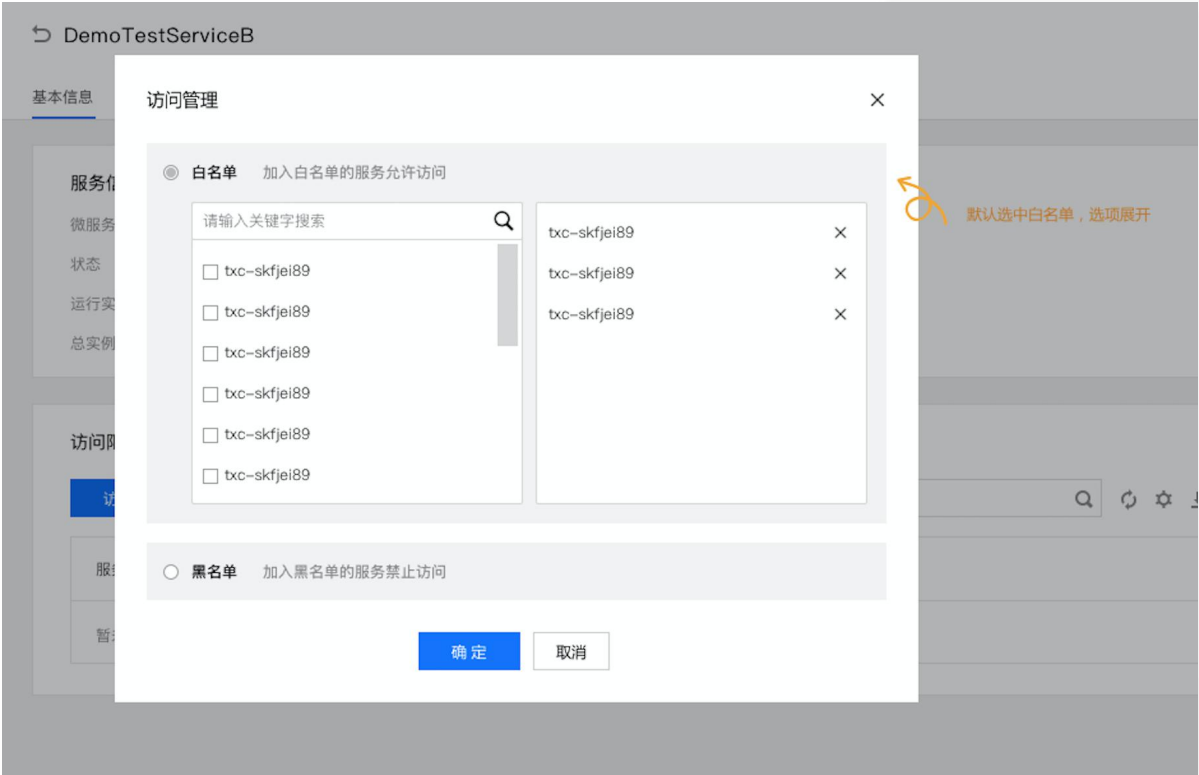 DemoTestServiceB
基本信息
访问管理
白名单 加入白名单的服务允许访问
请输入关键字搜索
txc-skfjei89
txc-skfjei89
txc-skfjei89
txc-skfjei89
txc-skfjei89
txc-skfjei89
txc-skfjei89
txc-skfjei89
txc-skfjei89
黑名单 加入黑名单的服务禁止访问
确定 取消
默认选中白名单，选项展开
服务信
微服务
状态
运行实
总实例
访问限
访
服务
暂